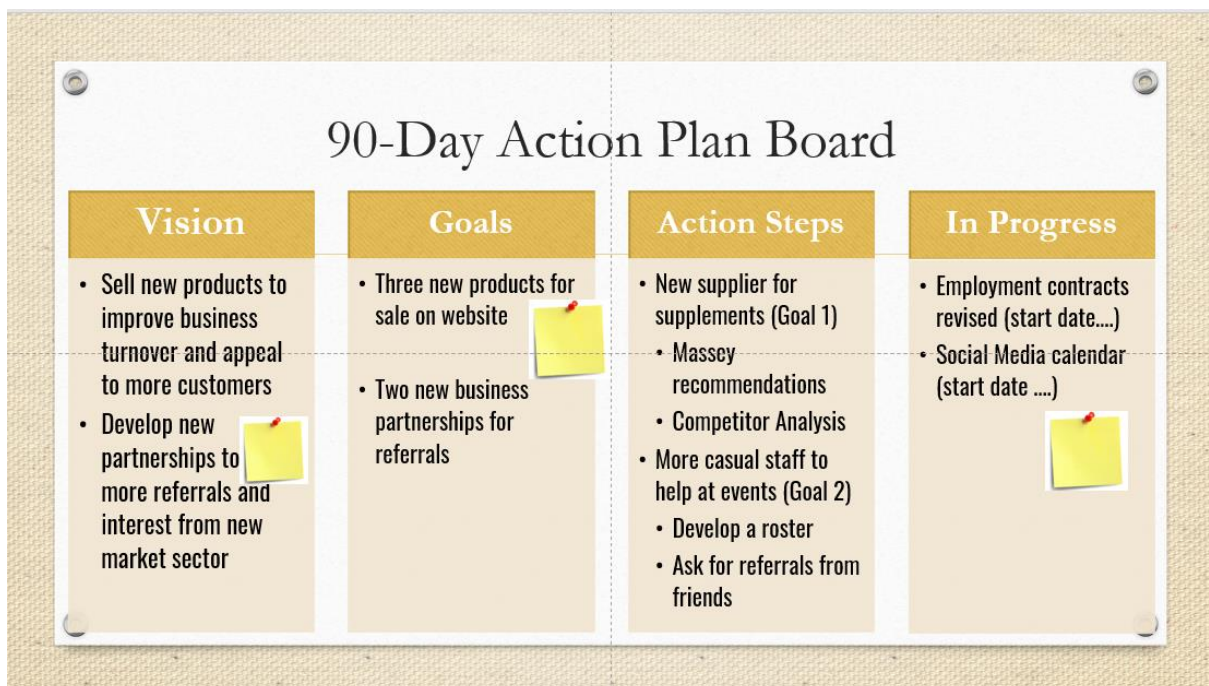 90-Day Action Plan Board
Vision
• Sell new products to
improve business
turnover and appeal
to more customers
• Develop new
partnerships to
more referrals and
interest from new
market sector
Goals
• Three new products for
sale on website
• Two new business
partnerships for
referrals
Action Steps
• New supplier for
supplements (Goal 1)
• Massey
recommendations
• Competitor Analysis
• More casual staff to
help at events (Goal 2)
• Develop a roster
• Ask for referrals from
friends
In Progress
• Employment contracts
revised (start date....)
• Social Media calendar
(start date ....)